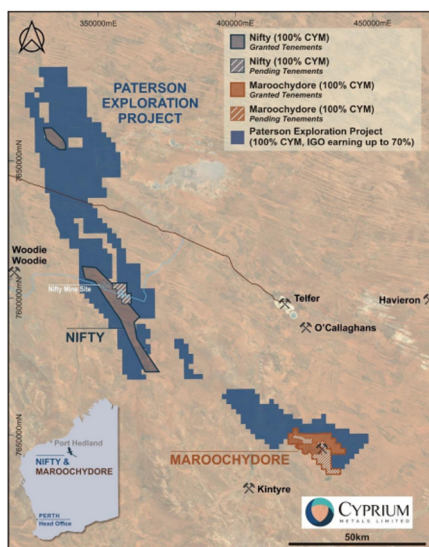 350000mE
400000mE
450000mE
Nifty (100% CYM)
Granted Tenements
Nifty (100% CYM)
Pending Tenements
Maroochydore (100% CYM)
Granted Tenements
Maroochydore (100% CYM)
Pending Tenements
Paterson Exploration Project
(100% CYM, IGO earning up to 70%)
PATERSON
EXPLORATION
PROJECT
7650000mN
Woodie
Woodie
Nifty Mine Site
7600000mN
Telfer
Havieron
O'Callaghans
NIFTY
7650000mN
Port Hedland
NIFTY &
MAROOCHYDORE
MAROOCHYDORE
Kintyre
PERTH
Head Office
CYPRIUM
METALS LIMITED
50km